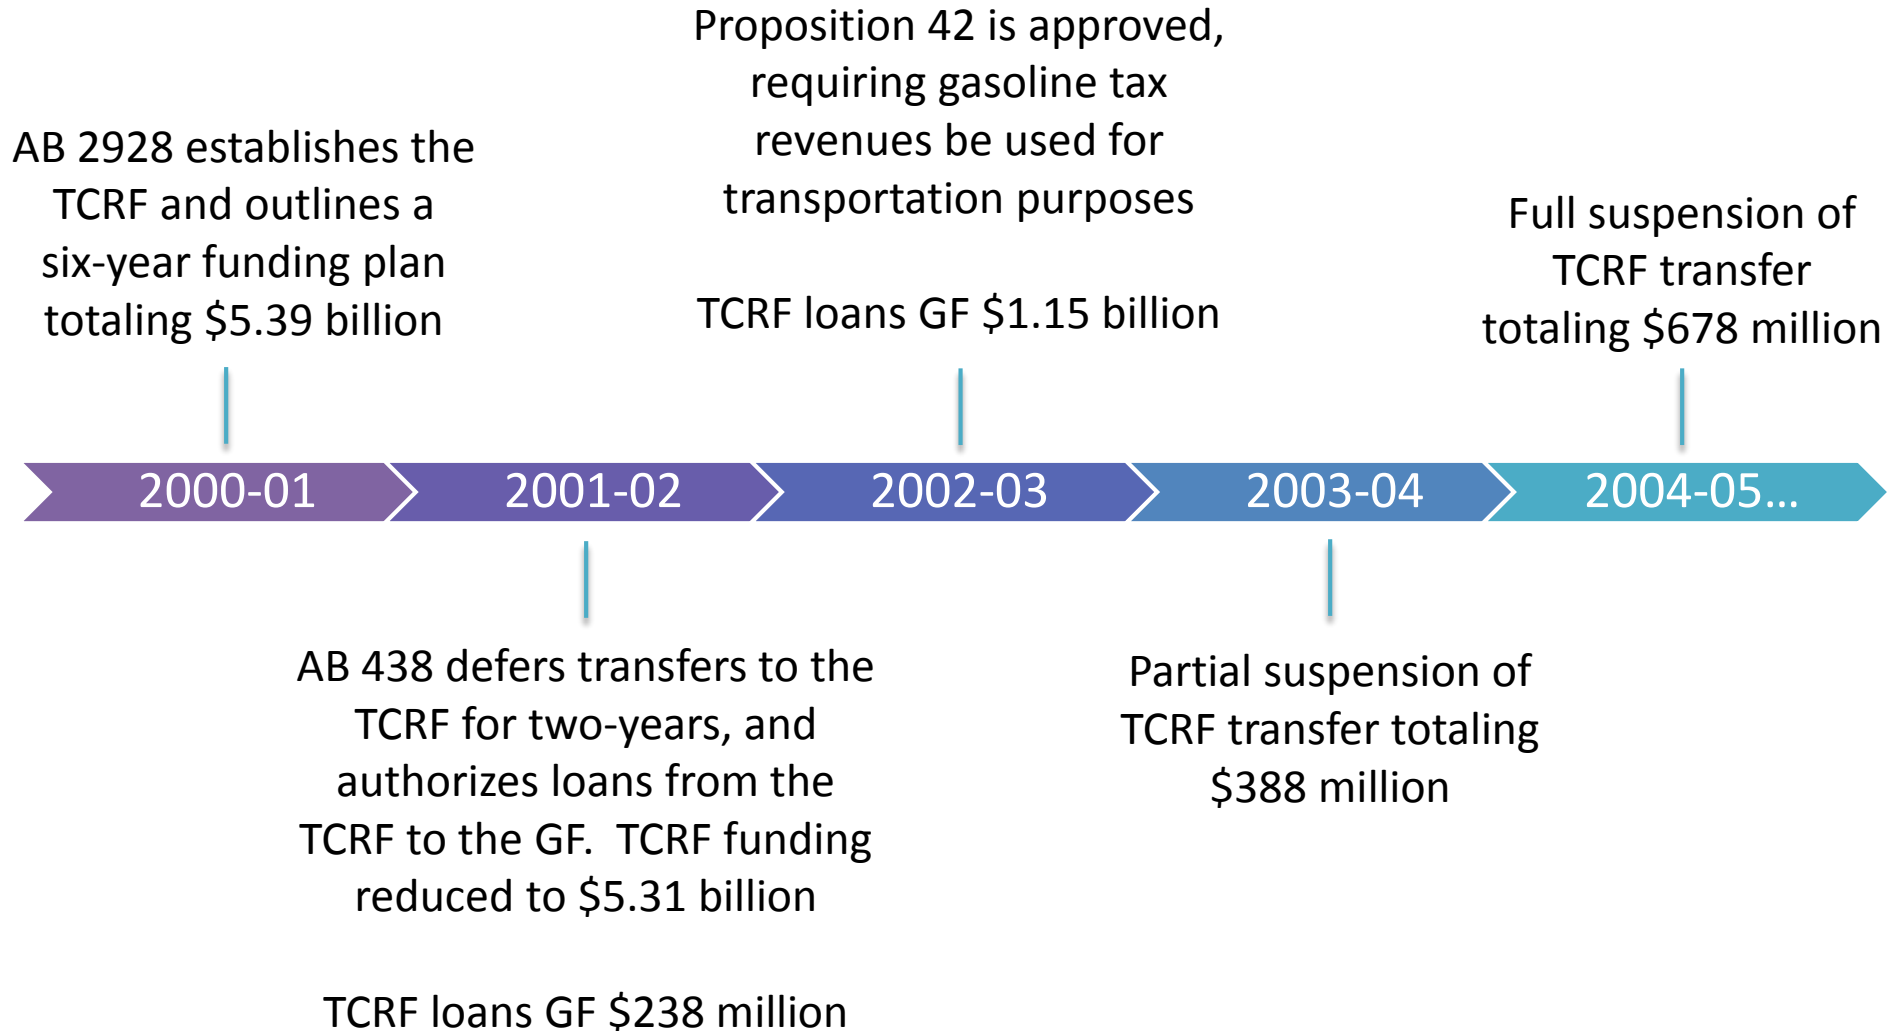 AB 2928 establishes the
TCRF and outlines a
six-year funding plan
totaling $5.39 billion
Proposition 42 is approved,
requiring gasoline tax
revenues be used for
transportation purposes
TCRF loans GF $1.15 billion
Full suspension of
TCRF transfer
totaling $678 million
2000-01
2001-02
2002-03
2003-04
2004-05...
AB 438 defers transfers to the
TCRF for two-years, and
authorizes loans from the
TCRF to the GF.  TCRF funding
reduced to $5.31 billion
TCRF loans GF $238 million
Partial suspension of
TCRF transfer totaling
$388 million